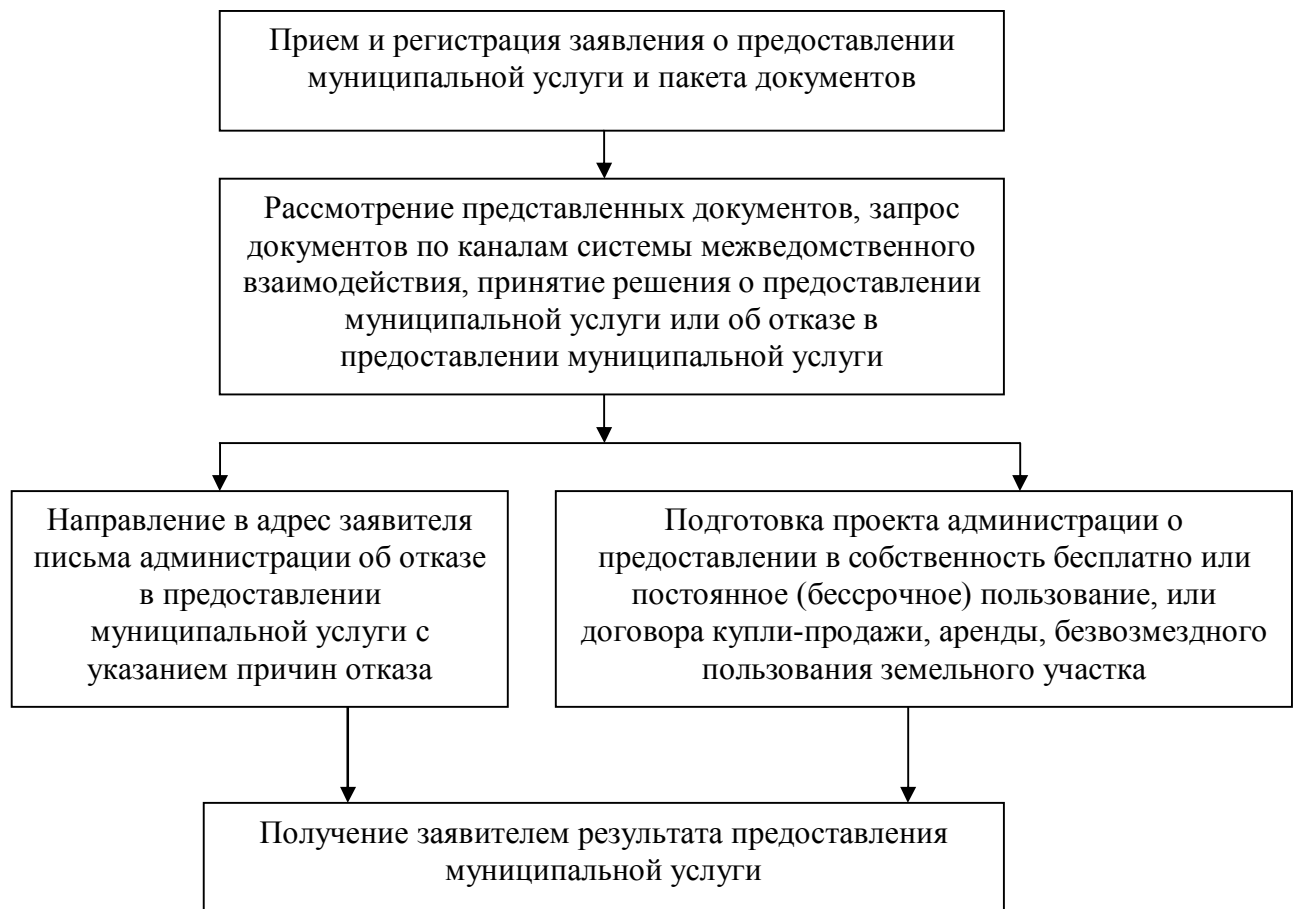 Прием и регистрация заявления о предоставлении
муниципальной услуги и пакета документов
Рассмотрение представленных документов, запрос
документов по каналам системы межведомственного
взаимодействия, принятие решения о предоставлении
муниципальной услуги или об отказе в
предоставлении муниципальной услуги
Направление в адрес заявителя
письма администрации об отказе
в предоставлении
муниципальной услуги с
указанием причин отказа
Подготовка проекта администрации о
предоставлении в собственность бесплатно или
постоянное (бессрочное) пользование, или
договора купли-продажи, аренды, безвозмездного
пользования земельного участка
Получение заявителем результата предоставления
муниципальной услуги